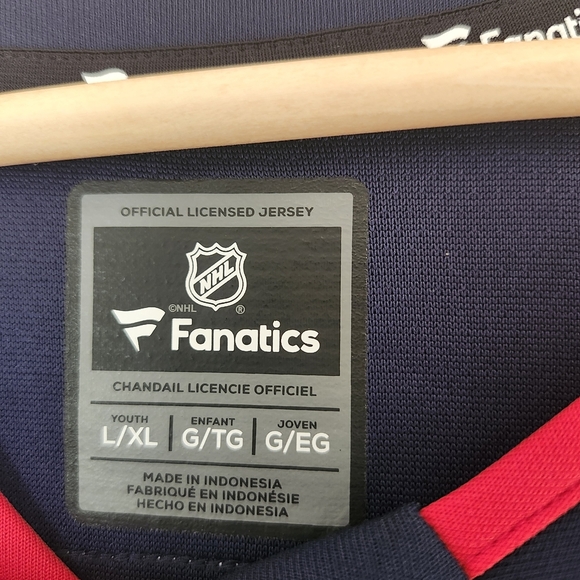 Fanati
OFFICIAL LICENSED JERSEY
NHL
©NHL ®
Fanatics
CHANDAIL LICENCIE OFFICIEL
YOUTH ENFANT JOVEN
L/XL G/TG G/EG
MADE IN INDONESIA
FABRIQUÉ EN INDONÉSIE
HECHO EN INDONESIA